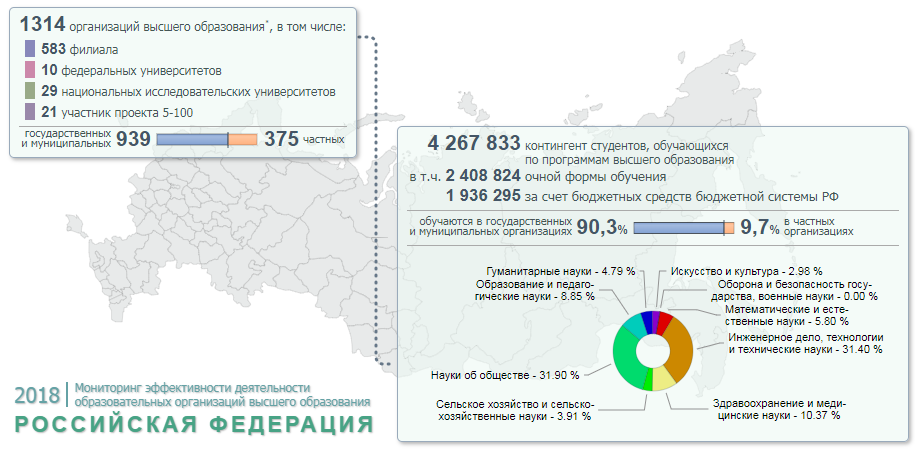 1314 организаций высшего образования*, в том числе:
583 филиала
10 федеральных университетов
29 национальных исследовательских университетов
21 участник проекта 5-100
государственных
и муниципальных 939 375 частных
4 267 833 контингент студентов, обучающихся
по программам высшего образования
в т.ч. 2 408 824 очной формы обучения
1 936 295 за счет бюджетных средств бюджетной системы РФ
обучаются в государственных
и муниципальных организациях 90,3% 9,7% в частных
организациях
Гуманитарные науки - 4.79 %
Искусство и культура - 2.98 %
Образование и педаго-
гические науки - 8.85 %
Оборона и безопасность госу-
дарства, военные науки - 0.00 %
Математические и есте-
ственные науки - 5.80 %
Инженерное дело, технологии
и технические науки - 31.40 %
Науки об обществе - 31.90 %
Сельское хозяйство и сельско-
хозяйственные науки - 3.91 %
Здравоохранение и меди-
цинские науки - 10.37 %
2018 Мониторинг эффективности деятельности
образовательных организаций высшего образования
РОССИЙСКАЯ ФЕДЕРАЦИЯ